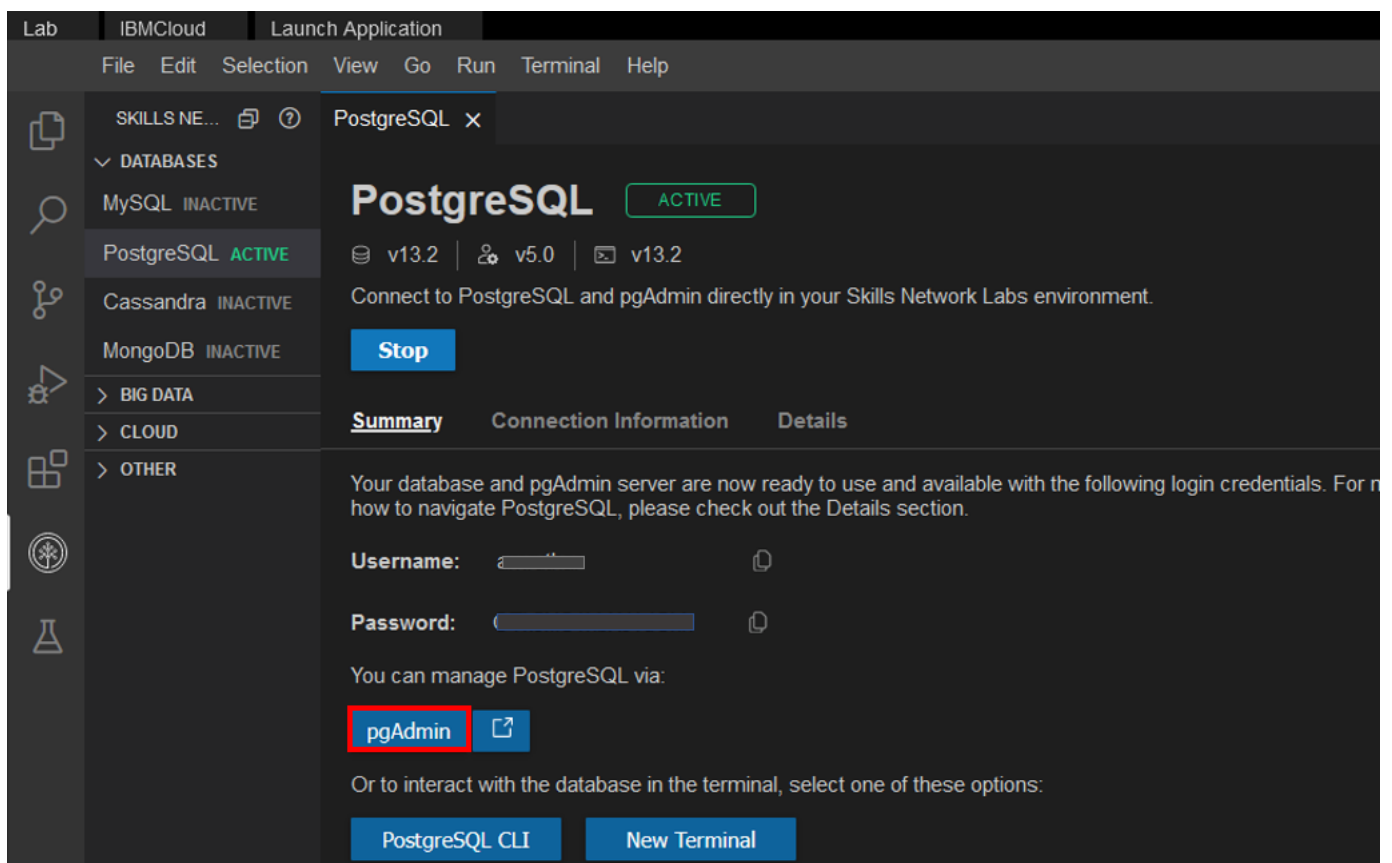 Lab IBMCloud Launch Application
File Edit Selection View Go Run Terminal Help
SKILLS NE...
DATABASES
MySQL INACTIVE
PostgreSQL ACTIVE
Cassandra INACTIVE
MongoDB INACTIVE
BIG DATA
CLOUD
OTHER
PostgreSQL
PostgreSQL ACTIVE
v13.2 v5.0 v13.2
Connect to PostgreSQL and pgAdmin directly in your Skills Network Labs environment.
Stop
Summary Connection Information Details
Your database and pgAdmin server are now ready to use and available with the following login credentials. For
how to navigate PostgreSQL, please check out the Details section.
Username:
Password:
You can manage PostgreSQL via:
pgAdmin
Or to interact with the database in the terminal, select one of these options:
PostgreSQL CLI New Terminal